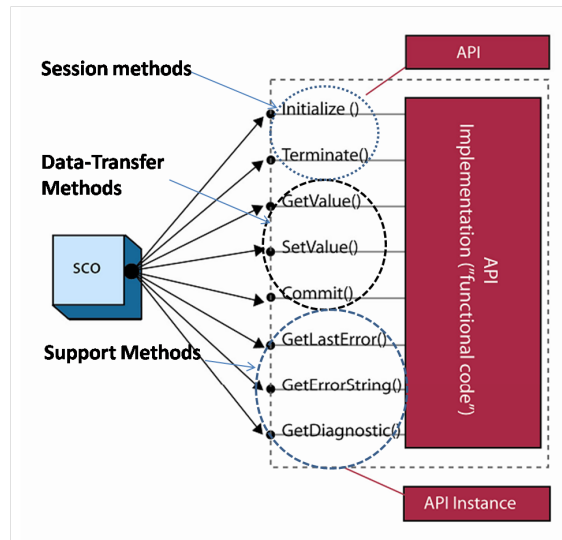 API
Session methods
Initialize ()
Terminate()
Data-Transfer
Methods
GetValue()
SetValue()
Commit()
SCO
Support Methods
GetLastError()
GetErrorString()
GetDiagnostic()
API
Implementation ("functional code")
API Instance